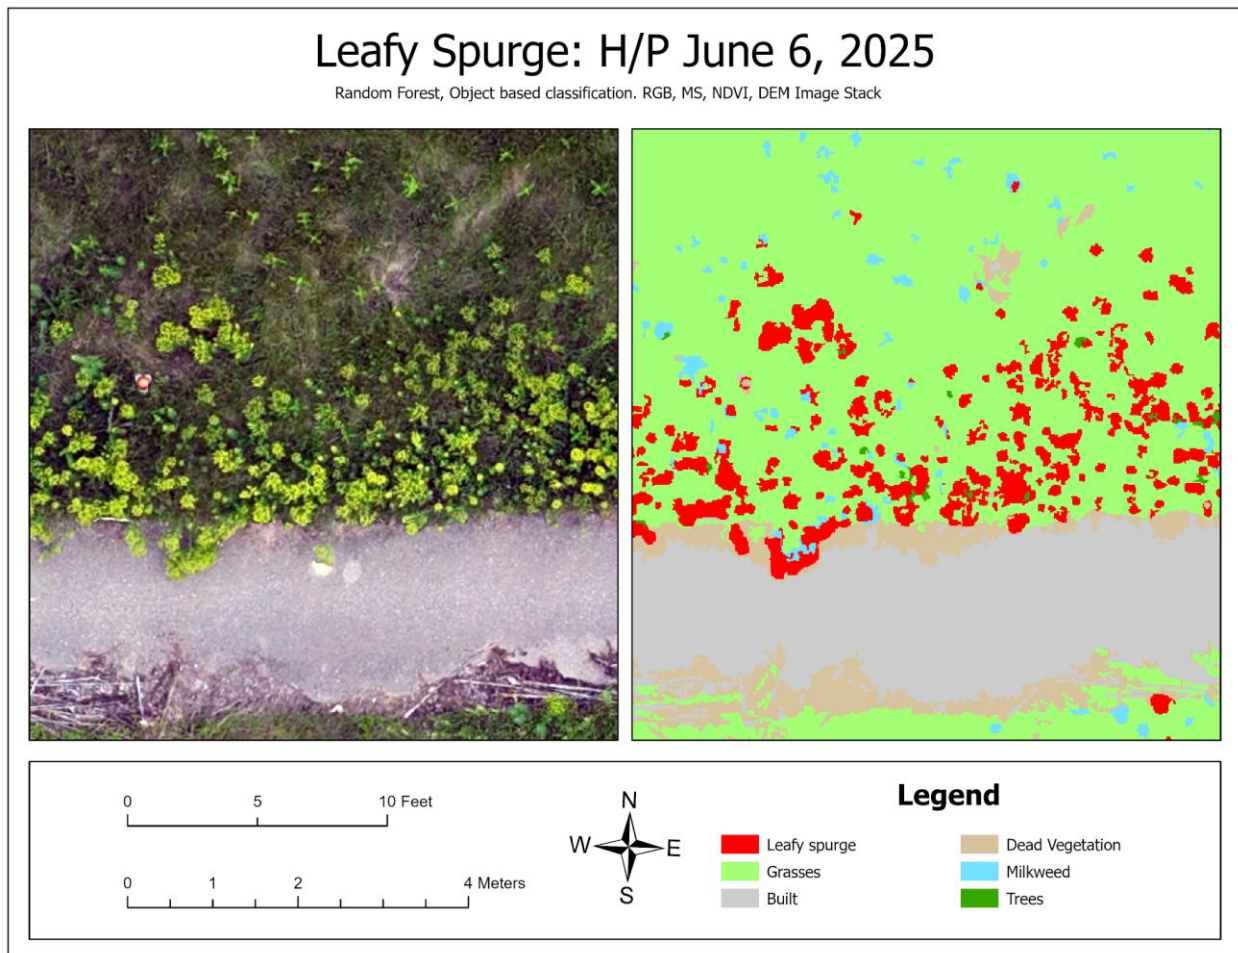 Leafy Spurge: H/P June 6, 2025
Random Forest, Object based classification. RGB, MS, NDVI, DEM Image Stack
0 5 10 Feet
0 1 2 4 Meters
N
W E
S
Legend
Leafy spurge
Grasses
Built
Dead Vegetation
Milkweed
Trees